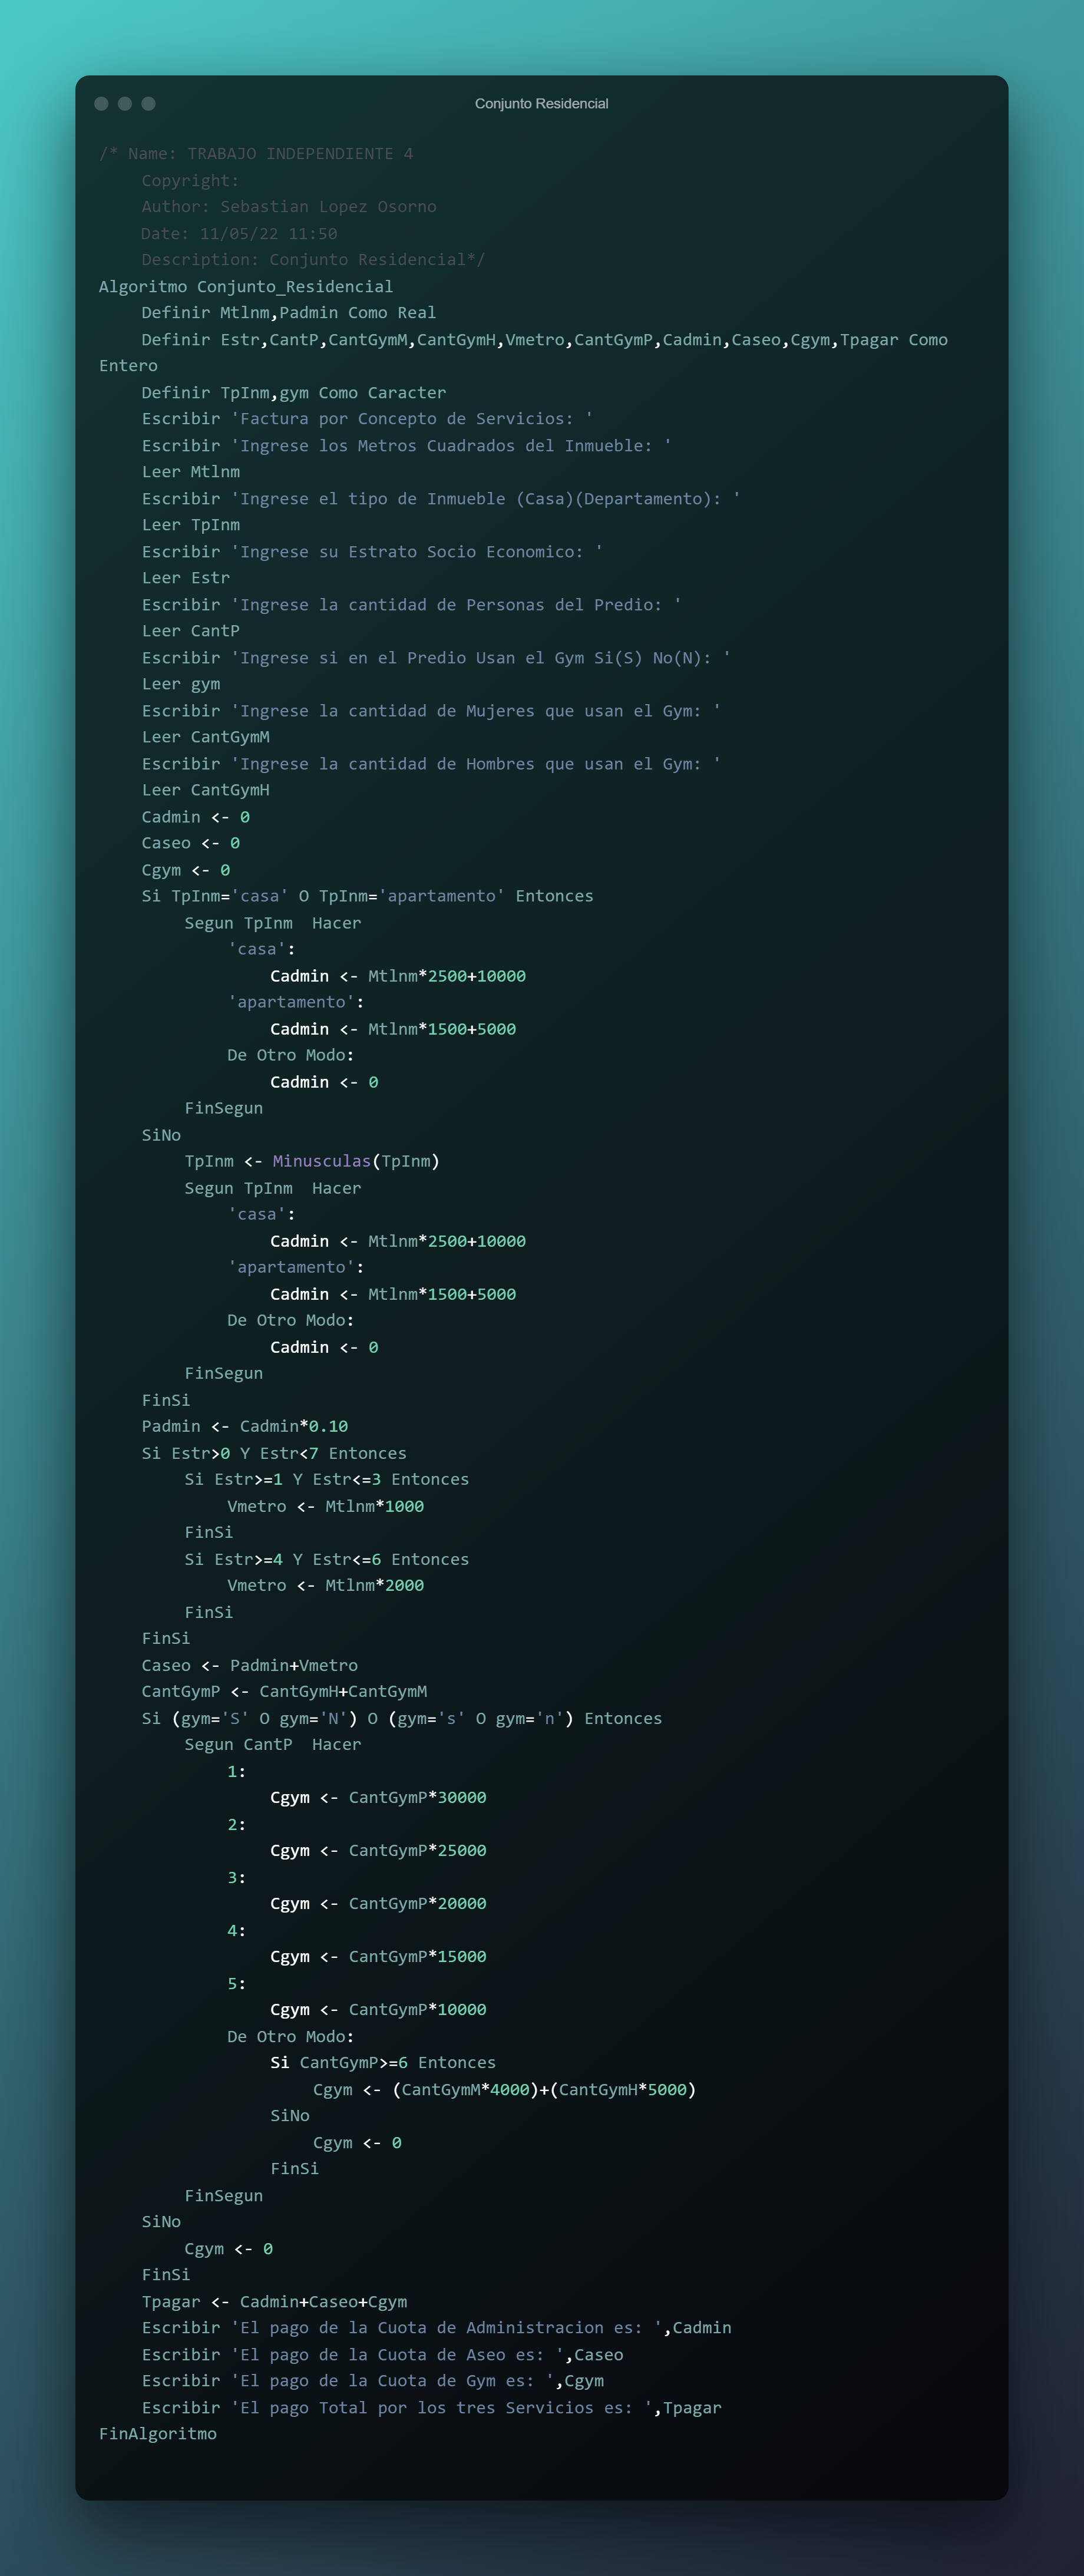 Conjunto Residencial
/* Name: TRABAJO INDEPENDIENTE 4
Copyright:
Author: Sebastian Lopez Osorno
Date: 11/05/22 11:50
Description: Conjunto Residencial*/
Algoritmo Conjunto_Residencial
Definir Mtlnm,Padmin Como Real
Definir Estr,CantP,CantGymM,CantGymH,Vmetro,CantGymP,Cadmin,Caseo,Cgym,Tpagar Como
Entero
Definir TpInm,gym Como Caracter
Escribir 'Factura por Concepto de Servicios: '
Escribir 'Ingrese los Metros Cuadrados del Inmueble: '
Leer Mtlnm
Escribir 'Ingrese el tipo de Inmueble (Casa)(Departamento): '
Leer TpInm
Escribir 'Ingrese su Estrato Socio Economico: '
Leer Estr
Escribir 'Ingrese la cantidad de Personas del Predio: '
Leer CantP
Escribir 'Ingrese si en el Predio Usan el Gym Si(S) No(N): '
Leer gym
Escribir 'Ingrese la cantidad de Mujeres que usan el Gym: '
Leer CantGymM
Escribir 'Ingrese la cantidad de Hombres que usan el Gym: '
Leer CantGymH
Cadmin <- 0
Caseo <- 0
Cgym <- 0
Si TpInm='casa' O TpInm='apartamento' Entonces
Segun TpInm  Hacer
'casa':
Cadmin <- Mtlnm*2500+10000
'apartamento':
Cadmin <- Mtlnm*1500+5000
De Otro Modo:
Cadmin <- 0
FinSegun
SiNo
TpInm <- Minusculas(TpInm)
Segun TpInm  Hacer
'casa':
Cadmin <- Mtlnm*2500+10000
'apartamento':
Cadmin <- Mtlnm*1500+5000
De Otro Modo:
Cadmin <- 0
FinSegun
FinSi
Padmin <- Cadmin*0.10
Si Estr>0 Y Estr<7 Entonces
Si Estr>=1 Y Estr<=3 Entonces
Vmetro <- Mtlnm*1000
FinSi
Si Estr>=4 Y Estr<=6 Entonces
Vmetro <- Mtlnm*2000
FinSi
FinSi
Caseo <- Padmin+Vmetro
CantGymP <- CantGymH+CantGymM
Si (gym='S' O gym='N') O (gym='s' O gym='n') Entonces
Segun CantP  Hacer
1:
Cgym <- CantGymP*30000
2:
Cgym <- CantGymP*25000
3:
Cgym <- CantGymP*20000
4:
Cgym <- CantGymP*15000
5:
Cgym <- CantGymP*10000
De Otro Modo:
Si CantGymP>=6 Entonces
Cgym <- (CantGymM*4000)+(CantGymH*5000)
SiNo
Cgym <- 0
FinSi
FinSegun
SiNo
Cgym <- 0
FinSi
Tpagar <- Cadmin+Caseo+Cgym
Escribir 'El pago de la Cuota de Administracion es: ',Cadmin
Escribir 'El pago de la Cuota de Aseo es: ',Caseo
Escribir 'El pago de la Cuota de Gym es: ',Cgym
Escribir 'El pago Total por los tres Servicios es: ',Tpagar
FinAlgoritmo